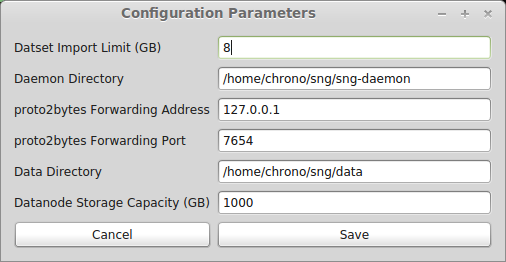 Configuration Parameters
Datset Import Limit (GB) 8
Daemon Directory /home/chrono/sng/sng-daemon
proto2bytes Forwarding Address 127.0.0.1
proto2bytes Forwarding Port 7654
Data Directory /home/chrono/sng/data
Datanode Storage Capacity (GB) 1000
Cancel Save